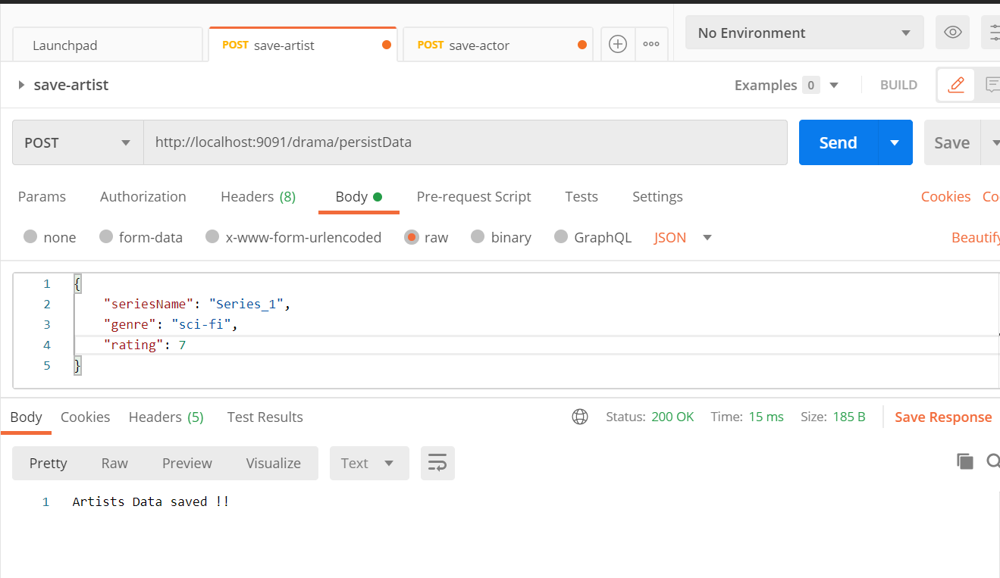 Launchpad
POST save-artist
POST save-actor
No Environment
save-artist
Examples 0
BUILD
POST
http://localhost:9091/drama/persistData
Send
Save
Params Authorization Headers (8) Body Pre-request Script Tests Settings Cookies Co
none form-data x-www-form-urlencoded raw binary GraphQL JSON Beautify
1 {
2 "seriesName": "Series_1",
3 "genre": "sci-fi",
4 "rating": 7
5 }
Body Cookies Headers (5) Test Results Status: 200 OK Time: 15 ms Size: 185 B Save Response
Pretty Raw Preview Visualize Text
1 Artists Data saved !!